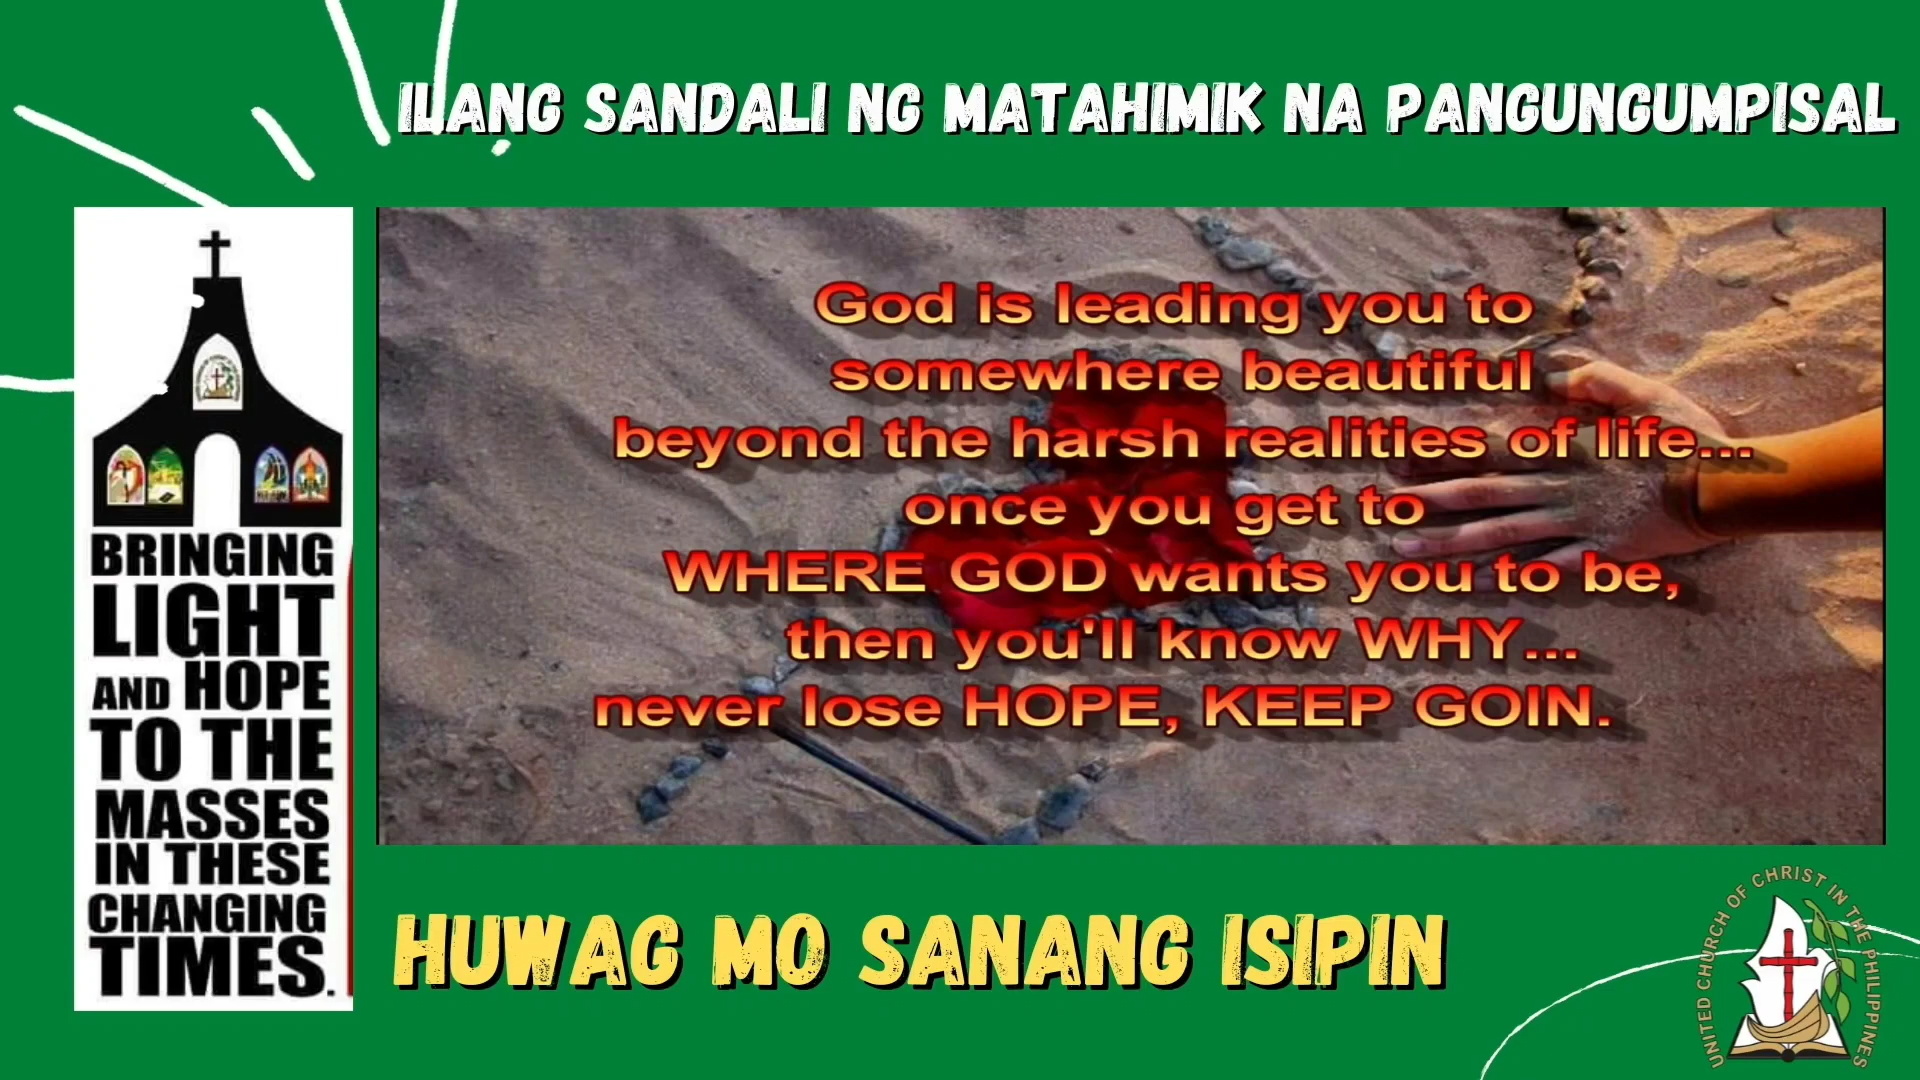 ILANG SANDALI NG MATAHIMIK NA PANGUNGUMPISAL
BRINGING
LIGHT
AND HOPE
TO THE
MASSES
IN THESE
CHANGING
TIMES.
God is leading you to
somewhere beautiful
beyond the harsh realities of life...
once you get to
WHERE GOD wants you to be,
then you'll know WHY...
never lose HOPE, KEEP GOIN.
HUWAG MO SANANG ISIPIN
UNITED CHURCH OF CHRIST IN THE PHILIPPINES